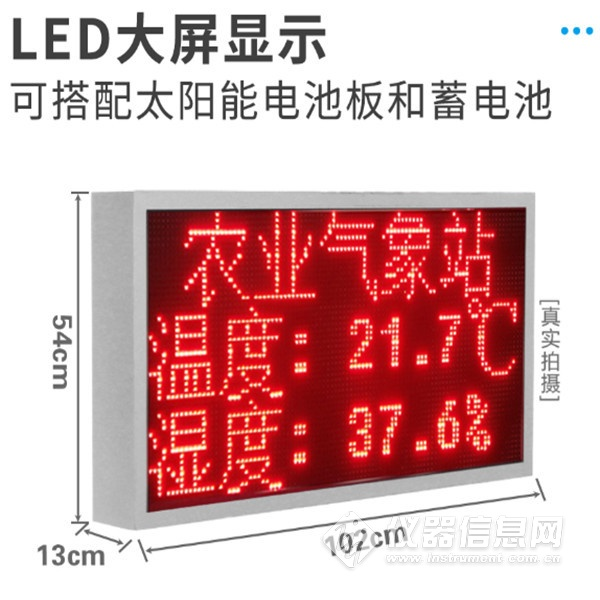 LED大屏显示
可搭配太阳能电池板和蓄电池
农业气象站
温度：21.7℃
湿度：37.6%
54cm
[真实拍摄]
13cm
102cm
仪器信息网
www.instrument.com.cn